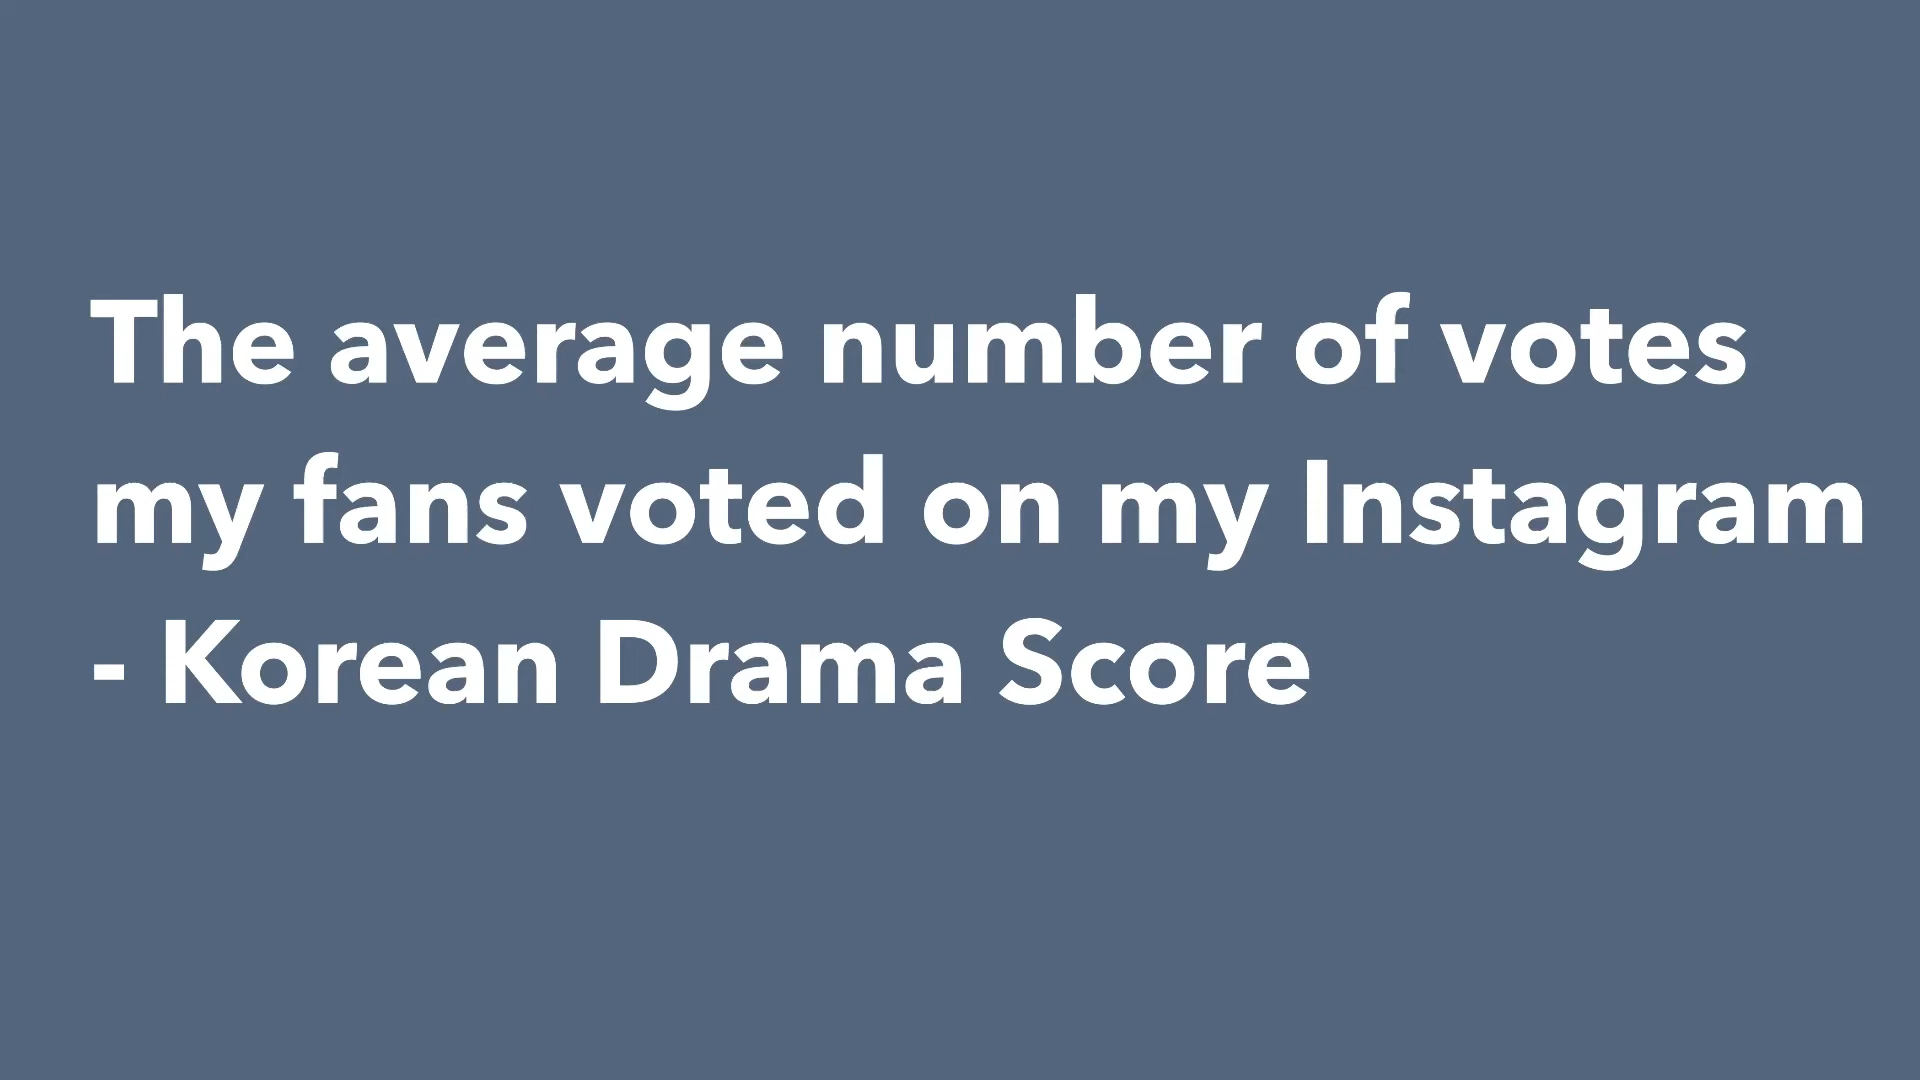 The average number of votes
my fans voted on my Instagram
- Korean Drama Score